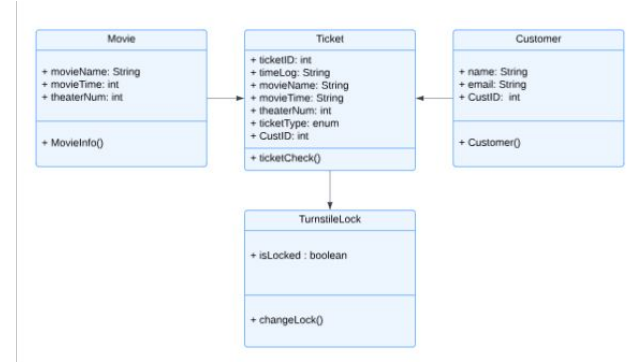 Movie
+ movieName: String
+ movieTime: int
+ theaterNum: int
+ MovieInfo()
Ticket
+ ticketID: int
+ timeLog: String
+ movieName: String
+ movieTime: String
+ theaterNum: int
+ ticketType: enum
+ CustID: int
+ ticketCheck()
Customer
+ name: String
+ email: String
+ CustID: int
+ Customer()
TurnstileLock
+ isLocked : boolean
+ changeLock()